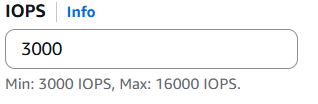 IOPS Info
3000
Min: 3000 IOPS, Max: 16000 IOPS.